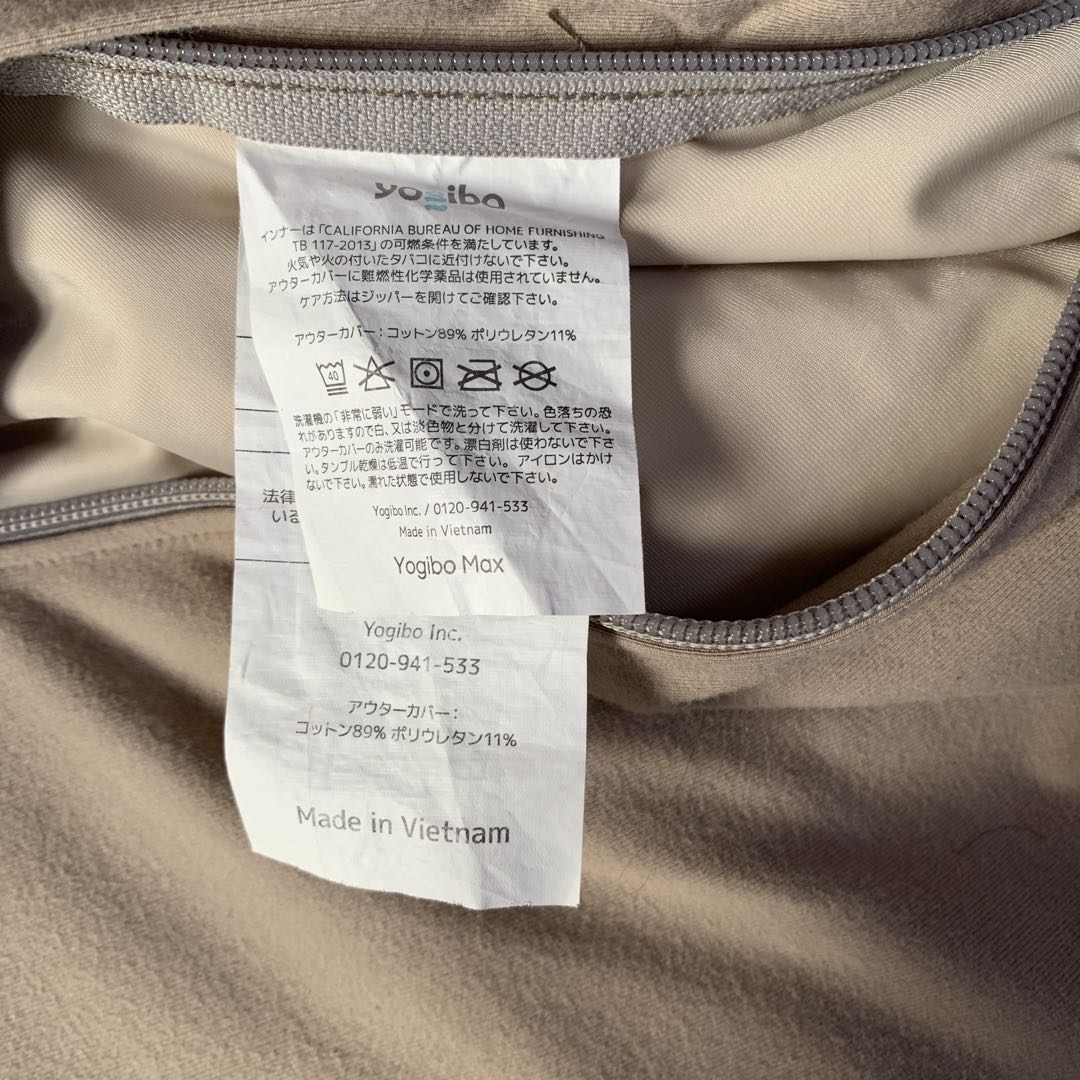 yogibo
インナーは「CALIFORNIA BUREAU OF HOME FURNISHING
TB 117-2013」の可燃条件を満たしています。
火気や火の付いたタバコに近付けないで下さい。
アウターカバーに難燃性化学薬品は使用されていません。
ケア方法はジッパーを開けてご確認下さい。
アウターカバー：コットン89% ポリウレタン11%
40
洗濯機の「非常に弱い」モードで洗って下さい。色落ちの恐
れがありますので白、又は淡色物と分けて洗濯して下さい。
アウターカバーのみ洗濯可能です。漂白剤は使わないで下さ
い。タンブル乾燥は低温で行って下さい。アイロンはかけ
ないで下さい。濡れた状態で使用しないで下さい。
Yogibo Inc. / 0120-941-533
Made in Vietnam
Yogibo Max
法律
いる
Yogibo Inc.
0120-941-533
アウターカバー：
コットン89% ポリウレタン11%
Made in Vietnam